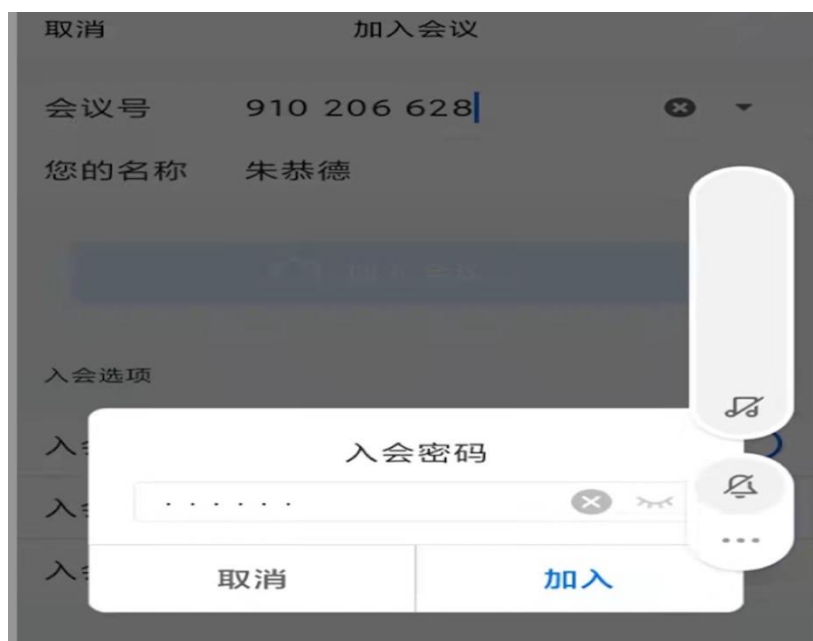 取消 加入会议
会议号 910 206 628
您的名称 朱恭德
入会选项
入会密码
······
取消 加入